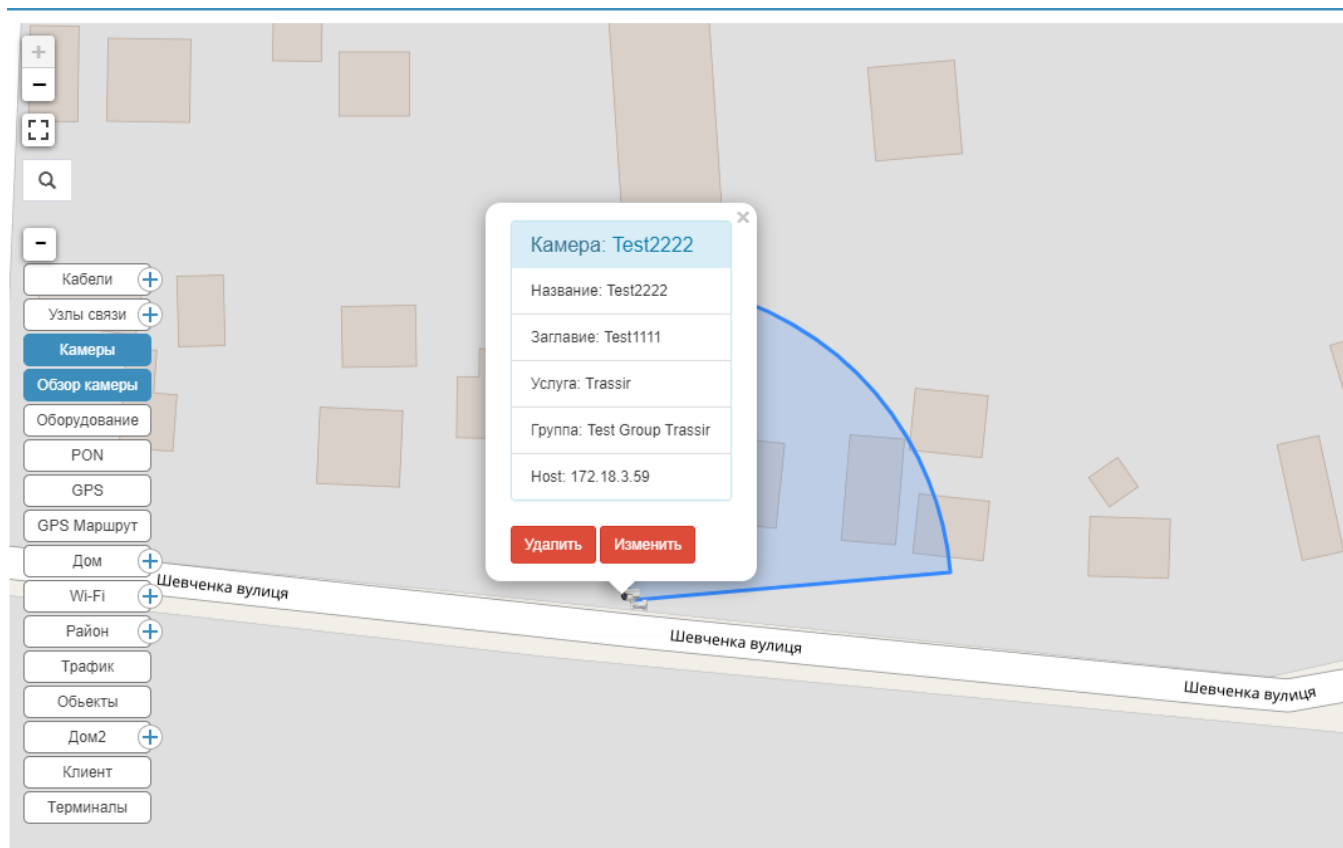 +
−
−
Кабели +
Узлы связи +
Камеры
Обзор камеры
Оборудование
PON
GPS
GPS Маршрут
Дом +
Wi-Fi +
Район +
Трафик
Обьекты
Дом2 +
Клиент
Терминалы
×
Камера: Test2222
Название: Test2222
Заглавие: Test1111
Услуга: Trassir
Группа: Test Group Trassir
Host: 172.18.3.59
Удалить Изменить
Шевченка вулиця
Шевченка вулиця
Шевченка вулиця